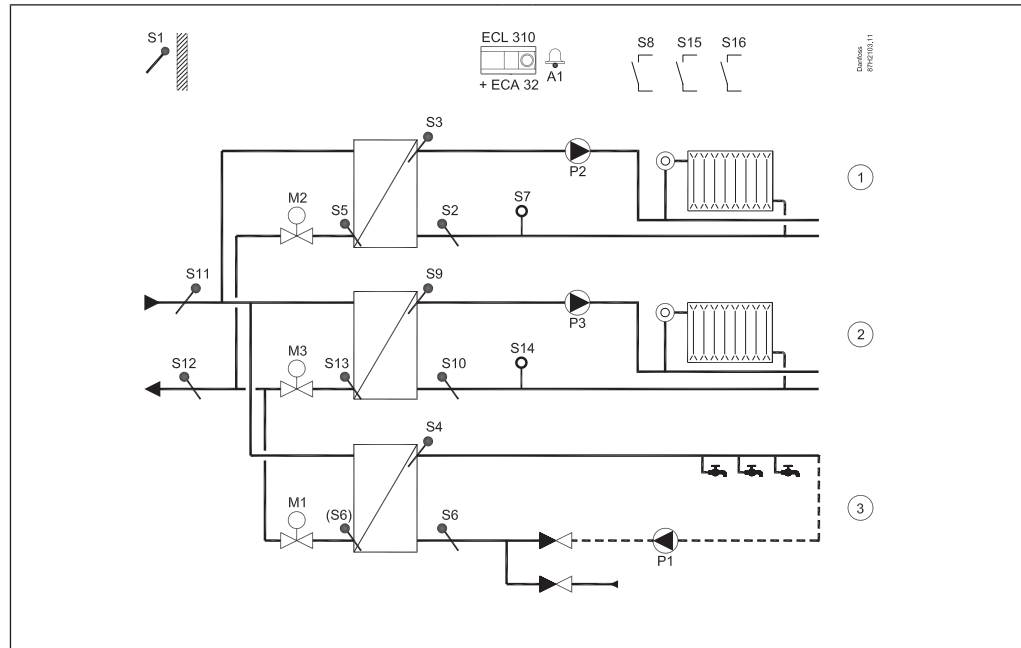 S1
ECL 310
A1
+ ECA 32
S8
S15
S16
Danfoss
87H2103.11
S3
P2
1
M2
S5
S2
S7
S11
S9
P3
2
S12
M3
S13
S10
S14
S4
3
M1
(S6)
S6
P1